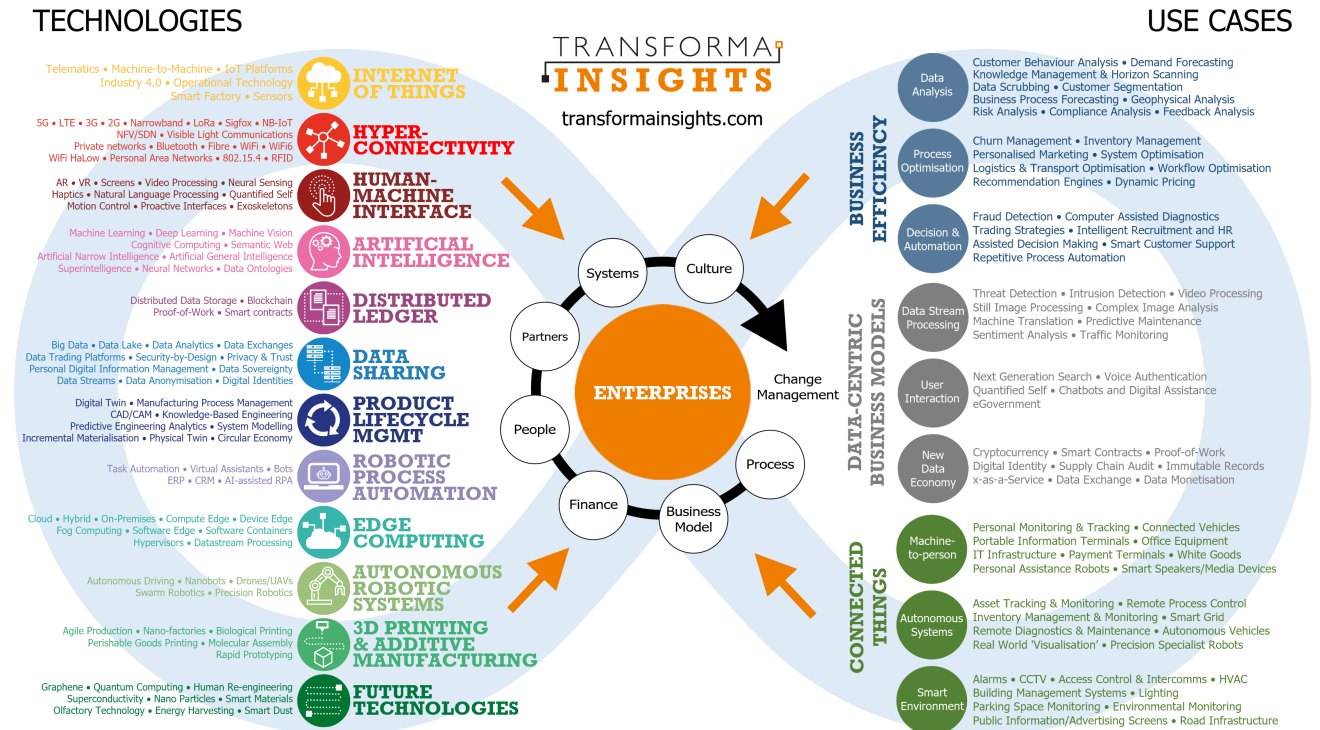 TECHNOLOGIES
USE CASES
TRANSFORMA
INSIGHTS
transformainsights.com
Telematics • Machine-to-Machine • IoT Platforms
Industry 4.0 • Operational Technology
Smart Factory • Sensors
INTERNET
OF THINGS
5G • LTE • 3G • 2G • Narrowband • LoRa • Sigfox • NB-IoT
NFV/SDN • Visible Light Communications
Private networks • Bluetooth • Fibre • WiFi • WiFi6
WiFi HaLow • Personal Area Networks • 802.15.4 • RFID
HYPER-
CONNECTIVITY
AR • VR • Screens • Video Processing • Neural Sensing
Haptics • Natural Language Processing • Quantified Self
Motion Control • Proactive Interfaces • Exoskeletons
HUMAN-
MACHINE
INTERFACE
Machine Learning • Deep Learning • Machine Vision
Cognitive Computing • Semantic Web
Artificial Narrow Intelligence • Artificial General Intelligence
Superintelligence • Neural Networks • Data Ontologies
ARTIFICIAL
INTELLIGENCE
Distributed Data Storage • Blockchain
Proof-of-Work • Smart contracts
DISTRIBUTED
LEDGER
Big Data • Data Lake • Data Analytics • Data Exchanges
Data Trading Platforms • Security-by-Design • Privacy & Trust
Personal Digital Information Management • Data Sovereignty
Data Streams • Data Anonymisation • Digital Identities
DATA
SHARING
Digital Twin • Manufacturing Process Management
CAD/CAM • Knowledge-Based Engineering
Predictive Engineering Analytics • System Modelling
Incremental Materialisation • Physical Twin • Circular Economy
PRODUCT
LIFECYCLE
MGMT
Task Automation • Virtual Assistants • Bots
ERP • CRM • AI-assisted RPA
ROBOTIC
PROCESS
AUTOMATION
Cloud • Hybrid • On-Premises • Compute Edge • Device Edge
Fog Computing • Software Edge • Software Containers
Hypervisors • Datastream Processing
EDGE
COMPUTING
Autonomous Driving • Nanobots • Drones/UAVs
Swarm Robotics • Precision Robotics
AUTONOMOUS
ROBOTIC
SYSTEMS
Agile Production • Nano-factories • Biological Printing
Perishable Goods Printing • Molecular Assembly
Rapid Prototyping
3D PRINTING
& ADDITIVE
MANUFACTURING
Graphene • Quantum Computing • Human Re-engineering
Superconductivity • Nano Particles • Smart Materials
Olfactory Technology • Energy Harvesting • Smart Dust
FUTURE
TECHNOLOGIES
Systems
Culture
Partners
ENTERPRISES
Change
Management
People
Process
Finance
Business
Model
BUSINESS
EFFICIENCY
Data
Analysis
Customer Behaviour Analysis • Demand Forecasting
Knowledge Management & Horizon Scanning
Data Scrubbing • Customer Segmentation
Business Process Forecasting • Geophysical Analysis
Risk Analysis • Compliance Analysis • Feedback Analysis
Process
Optimisation
Churn Management • Inventory Management
Personalised Marketing • System Optimisation
Logistics & Transport Optimisation • Workflow Optimisation
Recommendation Engines • Dynamic Pricing
Decision &
Automation
Fraud Detection • Computer Assisted Diagnostics
Trading Strategies • Intelligent Recruitment and HR
Assisted Decision Making • Smart Customer Support
Repetitive Process Automation
DATA-CENTRIC
BUSINESS MODELS
Data Stream
Processing
Threat Detection • Intrusion Detection • Video Processing
Still Image Processing • Complex Image Analysis
Machine Translation • Predictive Maintenance
Sentiment Analysis • Traffic Monitoring
User
Interaction
Next Generation Search • Voice Authentication
Quantified Self • Chatbots and Digital Assistance
eGovernment
New
Data
Economy
Cryptocurrency • Smart Contracts • Proof-of-Work
Digital Identity • Supply Chain Audit • Immutable Records
x-as-a-Service • Data Exchange • Data Monetisation
CONNECTED
THINGS
Machine-
to-person
Personal Monitoring & Tracking • Connected Vehicles
Portable Information Terminals • Office Equipment
IT Infrastructure • Payment Terminals • White Goods
Personal Assistance Robots • Smart Speakers/Media Devices
Autonomous
Systems
Asset Tracking & Monitoring • Remote Process Control
Inventory Management & Monitoring • Smart Grid
Remote Diagnostics & Maintenance • Autonomous Vehicles
Real World 'Visualisation' • Precision Specialist Robots
Smart
Environment
Alarms • CCTV • Access Control & Intercomms • HVAC
Building Management Systems • Lighting
Parking Space Monitoring • Environmental Monitoring
Public Information/Advertising Screens • Road Infrastructure